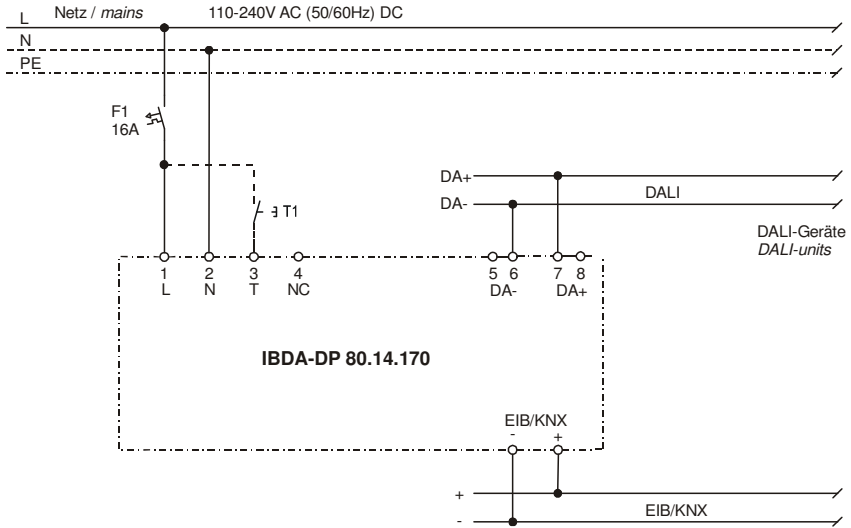 L Netz / mains 110-240V AC (50/60Hz) DC
N
PE
F1
16A
T1
DA+
DALI
DA-
DALI-Geräte
DALI-units
1 2 3 4 5 6 7 8
L N T NC DA- DA+
IBDA-DP 80.14.170
EIB/KNX
- +
+
EIB/KNX
-